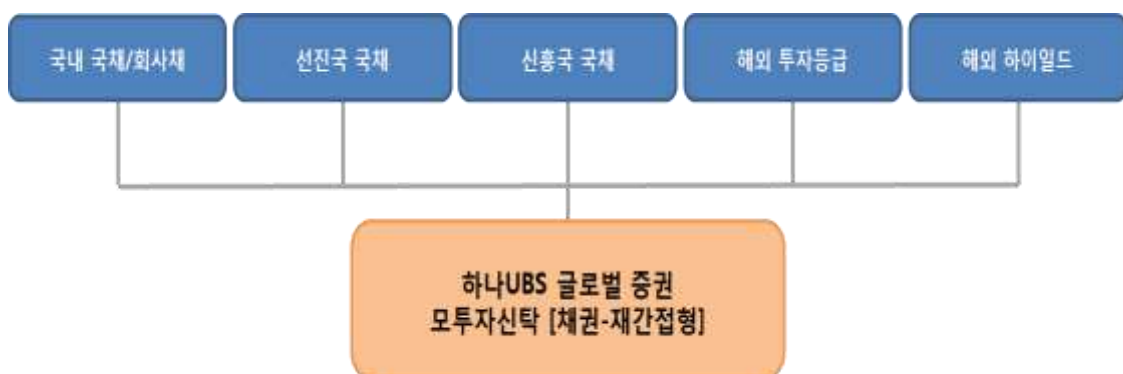 국내 국채/회사채
선진국 국채
신흥국 국채
해외 투자등급
해외 하이일드
하나UBS 글로벌 증권
모투자신탁 [채권-재간접형]